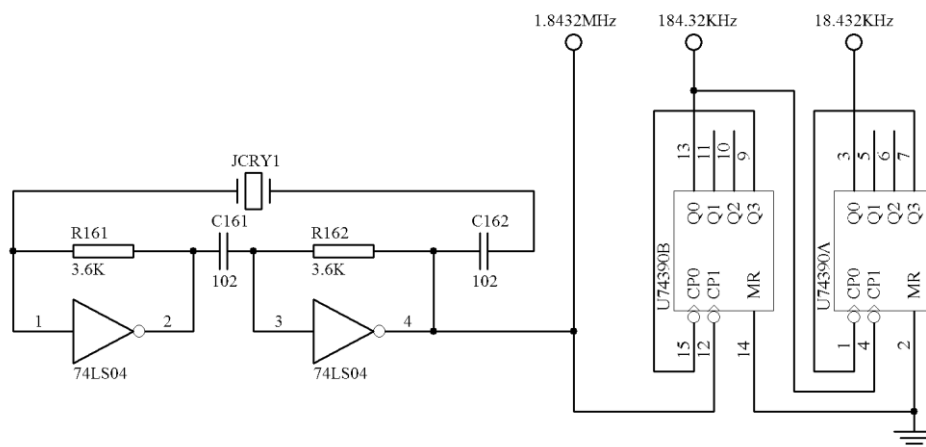 1.8432MHz 184.32KHz 18.432KHz
JCRY1
13 11 10 9 3 5 6 7
R161 C161 R162 C162
3.6K 102 3.6K 102
Q0 Q1 Q2 Q3 Q0 Q1 Q2 Q3
U74390B CP0 CP1 MR U74390A CP0 CP1 MR
1 2 3 4
15 12 14 1 4 2
74LS04 74LS04